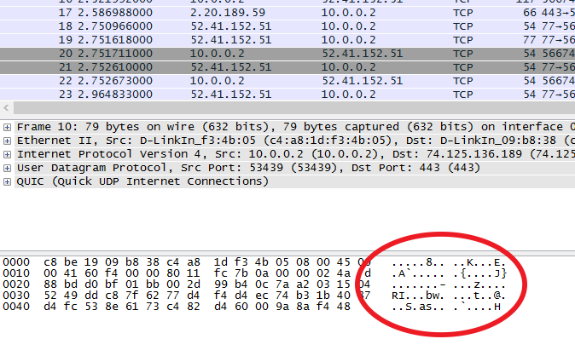 17 2.586988000 2.20.189.59 10.0.0.2 TCP 66 443→5
18 2.750966000 52.41.152.51 10.0.0.2 TCP 54 77→56
19 2.751618000 52.41.152.51 10.0.0.2 TCP 77 77→56
20 2.751711000 10.0.0.2 52.41.152.51 TCP 54 56674
21 2.752610000 52.41.152.51 10.0.0.2 TCP 54 77→56
22 2.752673000 10.0.0.2 52.41.152.51 TCP 54 56674
23 2.964833000 52.41.152.51 10.0.0.2 TCP 54 77→56
Frame 10: 79 bytes on wire (632 bits), 79 bytes captured (632 bits) on interface 0
Ethernet II, Src: D-LinkIn_f3:4b:05 (c4:a8:1d:f3:4b:05), Dst: D-LinkIn_09:b8:38 (c
Internet Protocol Version 4, Src: 10.0.0.2 (10.0.0.2), Dst: 74.125.136.189 (74.125
User Datagram Protocol, Src Port: 53439 (53439), Dst Port: 443 (443)
QUIC (Quick UDP Internet Connections)
0000 c8 be 19 09 b8 38 c4 a8 1d f3 4b 05 08 00 45 00 .....8.. ..K...E.
0010 00 41 60 f4 00 00 80 11 fc 7b 0a 00 00 02 4a 7d .A`..... .{....J}
0020 88 bd d0 bf 01 bb 00 2d 99 b4 0c 7a a2 03 15 04 .......- ...z....
0030 52 49 dd c8 7f 62 77 d4 f4 d4 ec 74 b3 1b 40 87 RI...bw. ...t..@.
0040 d4 fc 53 8e 61 73 c4 82 d4 60 00 9a 8a f4 48 ..S.as.. .`....H